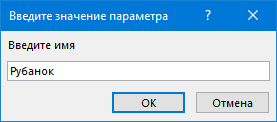 Введите значение параметра
Введите имя
Рубанок
ОК
Отмена